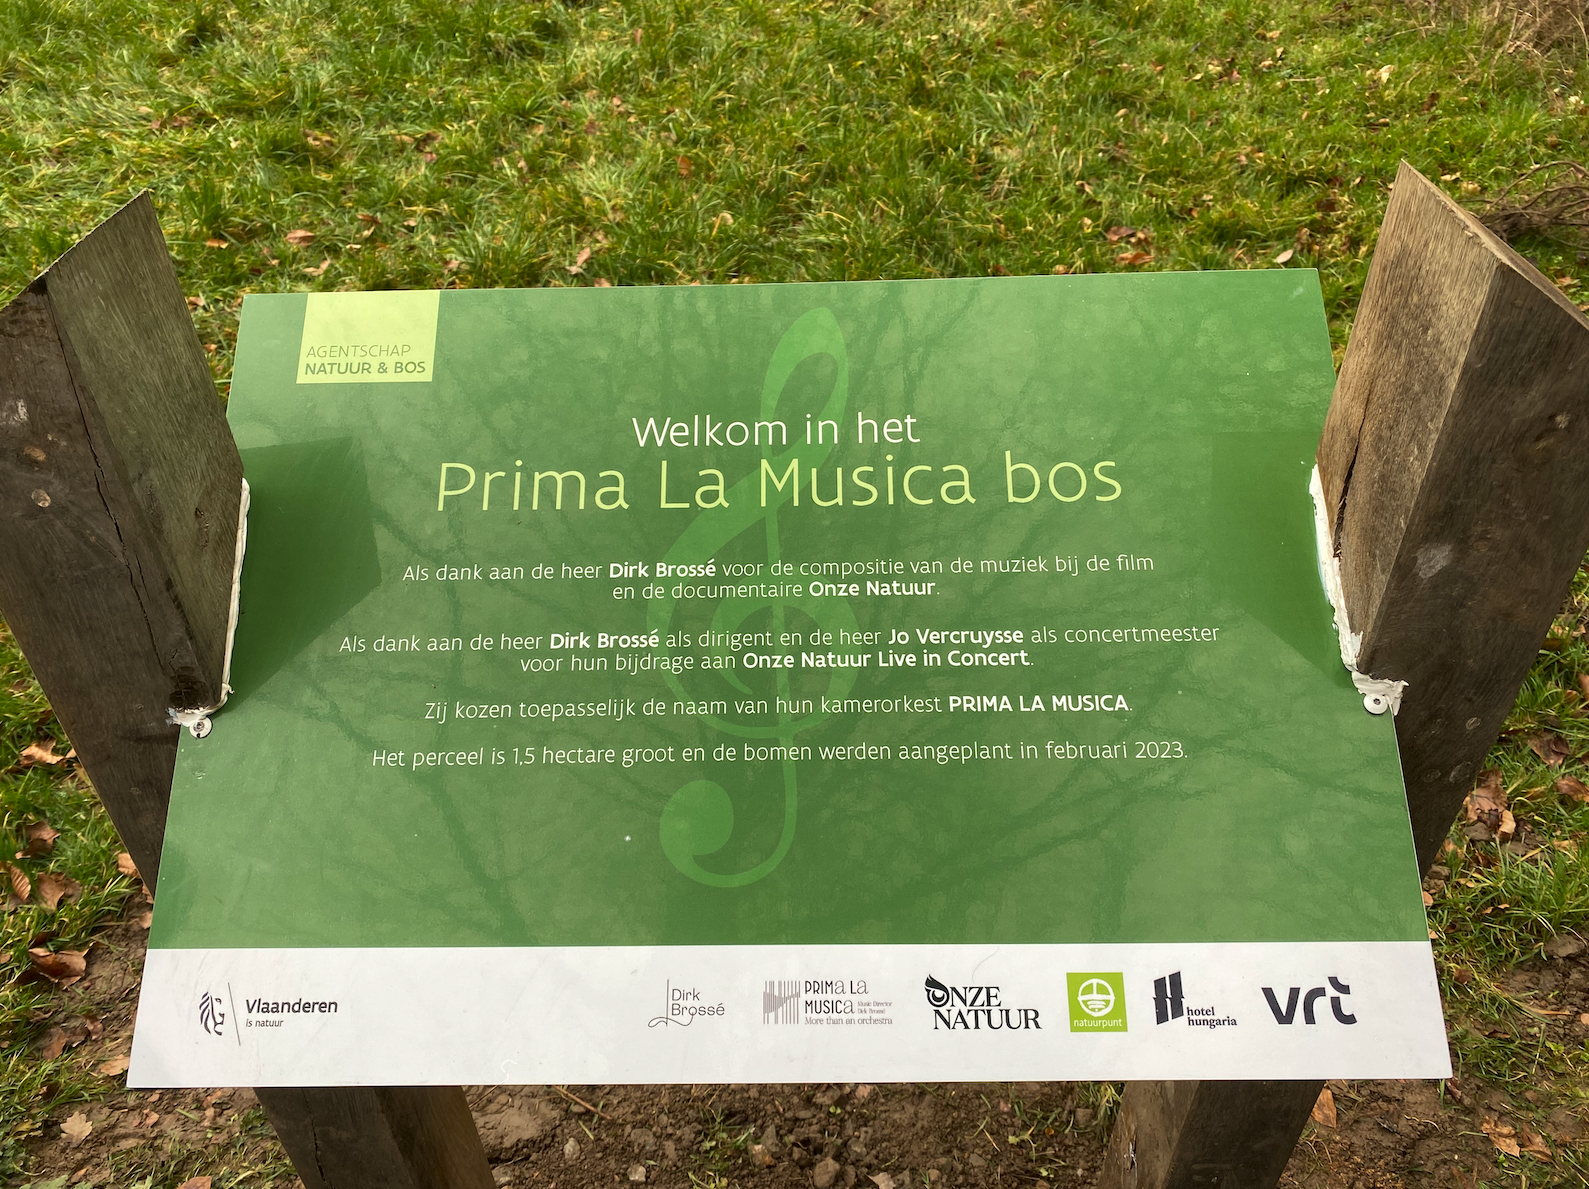 AGENTSCHAP
NATUUR & BOS
Welkom in het
Prima La Musica bos
Als dank aan de heer Dirk Brossé voor de compositie van de muziek bij de film
en de documentaire Onze Natuur.
Als dank aan de heer Dirk Brossé als dirigent en de heer Jo Vercruysse als concertmeester
voor hun bijdrage aan Onze Natuur Live in Concert.
Zij kozen toepasselijk de naam van hun kamerorkest PRIMA LA MUSICA.
Het perceel is 1,5 hectare groot en de bomen werden aangeplant in februari 2023.
Vlaanderen
is natuur
Dirk
Brossé
PRIMa La
MUSICa
Music Director
Dirk Brossé
More than an orchestra
ONZE
NATUUR
natuurpunt
hotel
hungaria
vrt